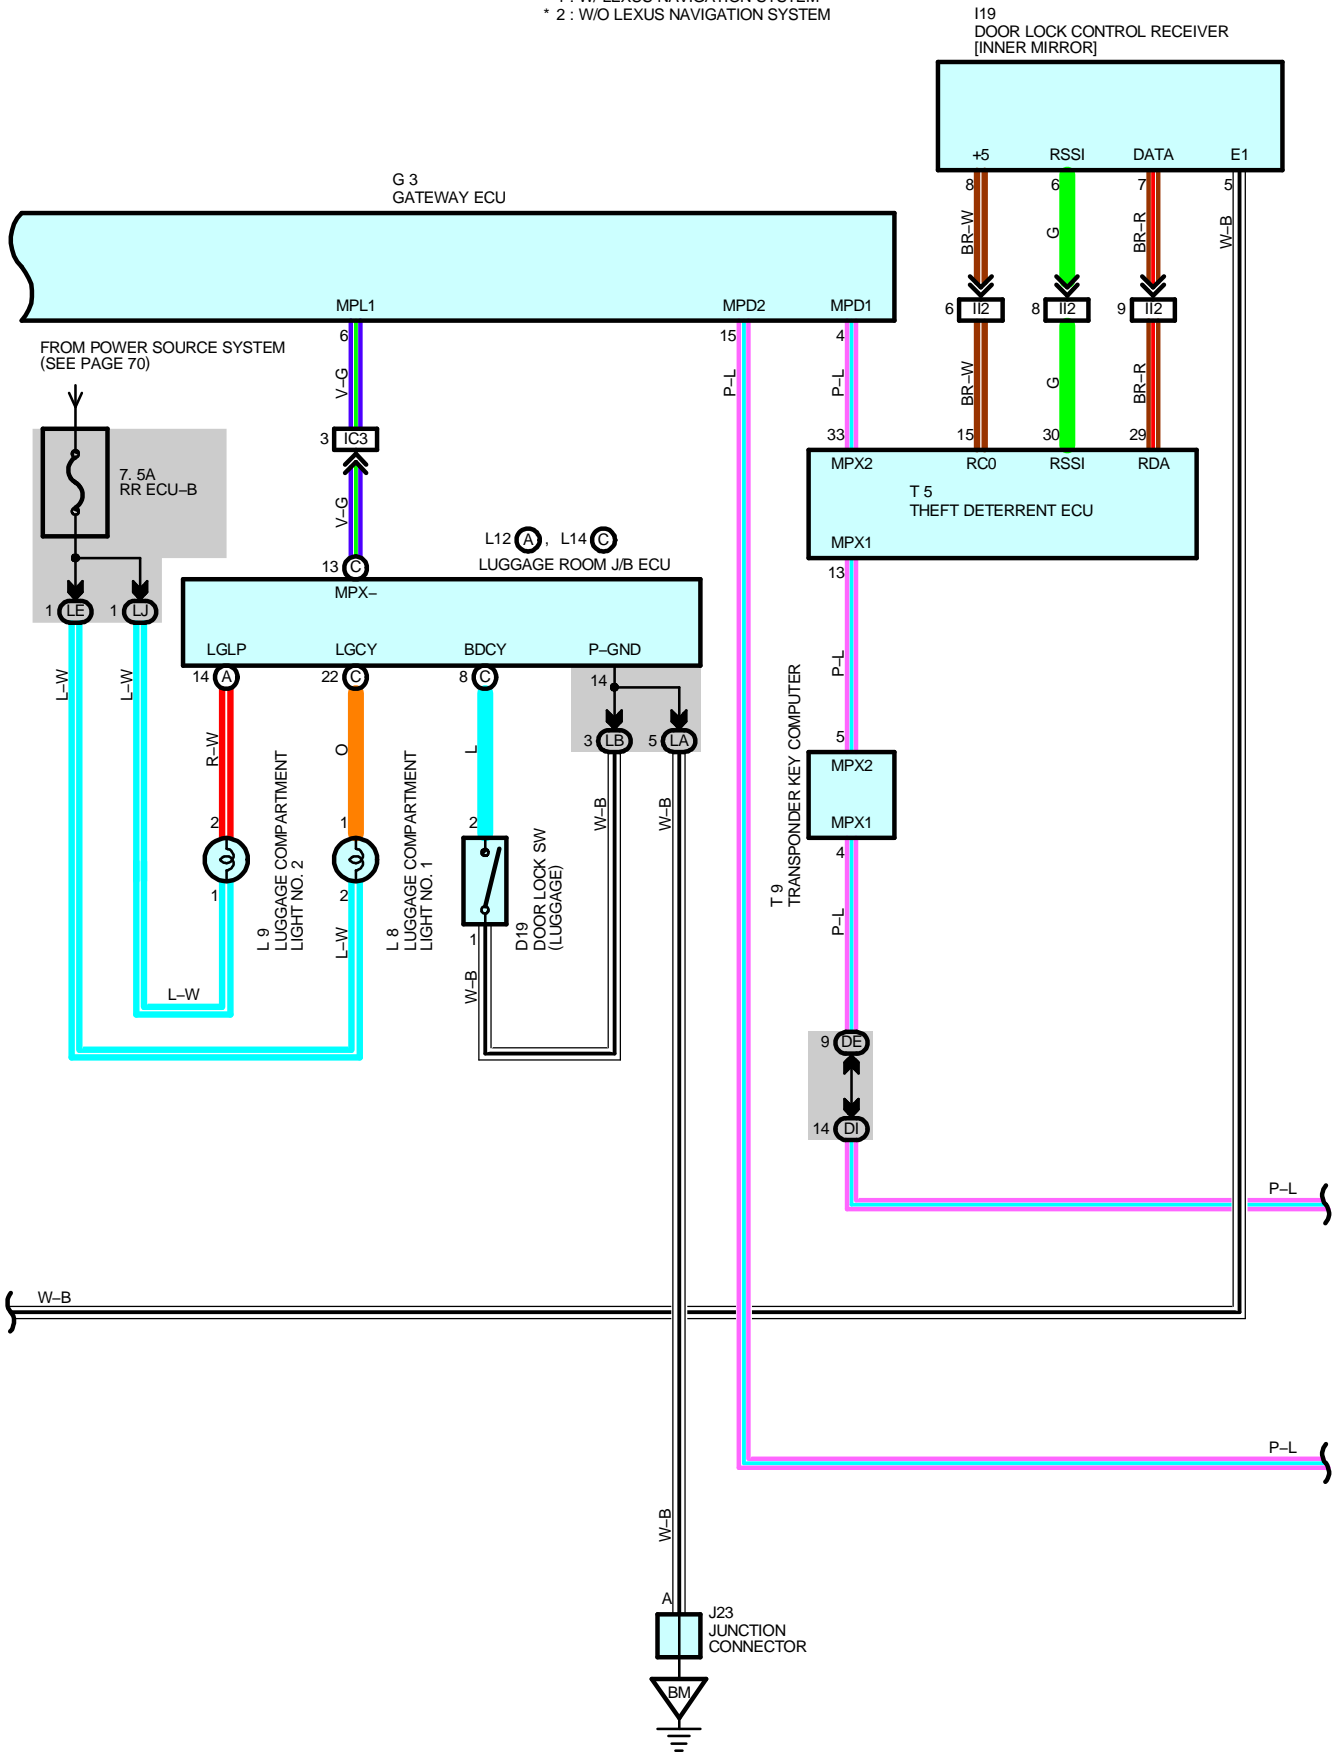 * 2 : W/O LEXUS NAVIGATION SYSTEM
I19
DOOR LOCK CONTROL RECEIVER
[INNER MIRROR]
+5 RSSI DATA E1
8 6 7 5
BR–W G BR–R W–B
6 II2 8 II2 9 II2
BR–W G BR–R
15 30 29
G 3
GATEWAY ECU
MPL1 MPD2 MPD1
6 15 4
V–G P–L P–L
3 IC3
V–G
33
MPX2 RC0 RSSI RDA
T 5
THEFT DETERRENT ECU
MPX1
13
P–L
5
MPX2
MPX1
4
T 9
TRANSPONDER KEY COMPUTER
P–L
9 DE
14 DI
P–L
FROM POWER SOURCE SYSTEM
(SEE PAGE 70)
7. 5A
RR ECU–B
1 LE 1 LJ
L–W L–W
L12 A , L14 C
LUGGAGE ROOM J/B ECU
13 C
MPX–
LGLP LGCY BDCY P–GND
14 A 22 C 8 C 14
3 LB 5 LA
R–W O L W–B W–B
2 1 2
1 2 1
L 9
LUGGAGE COMPARTMENT
LIGHT NO. 2
L 8
LUGGAGE COMPARTMENT
LIGHT NO. 1
D19
DOOR LOCK SW
(LUGGAGE)
L–W
L–W
W–B
W–B
P–L
W–B
A
J23
JUNCTION
CONNECTOR
BM